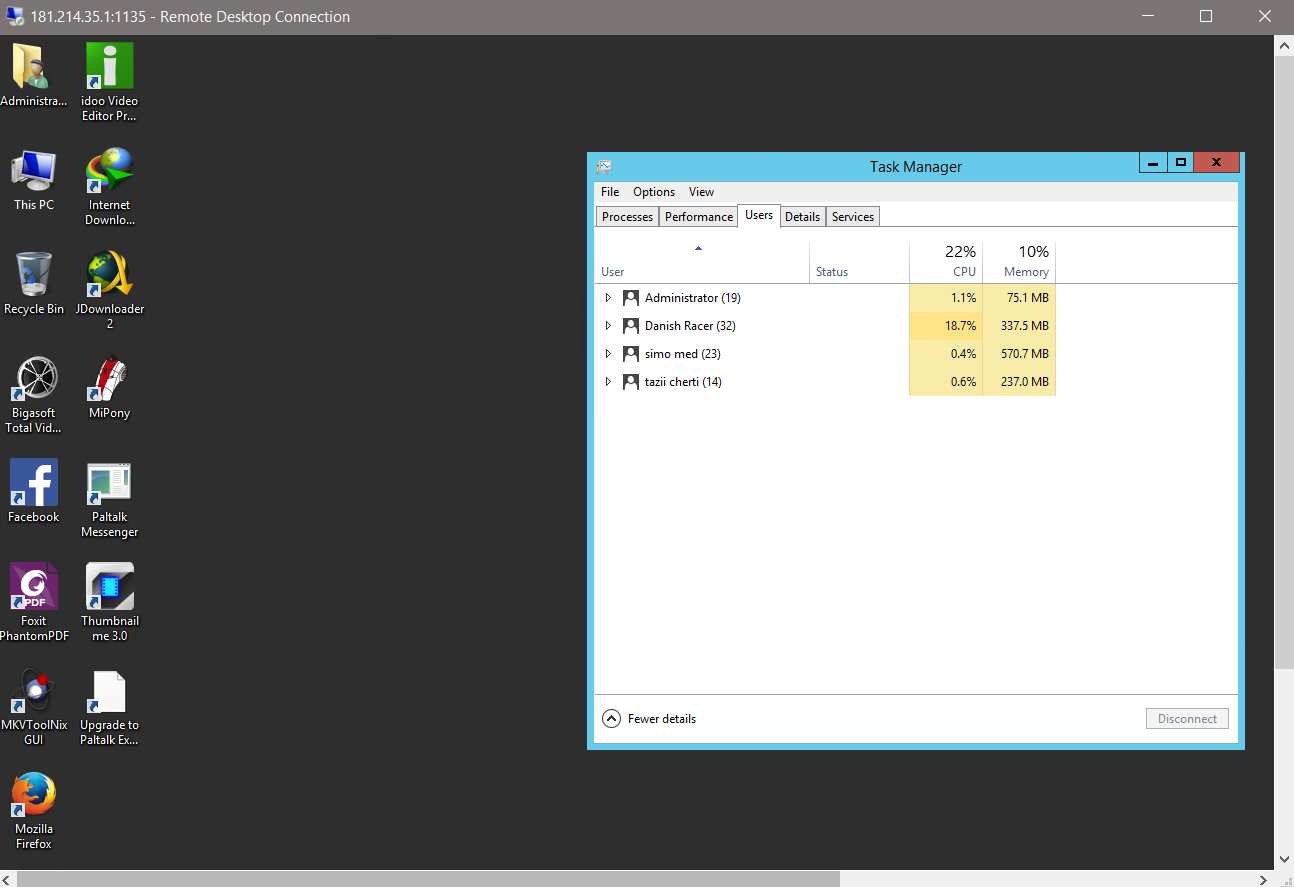 181.214.35.1:1135 - Remote Desktop Connection
Administra...
idoo Video
Editor Pr...
This PC
Internet
Downlo...
Recycle Bin
JDownloader
2
Bigasoft
Total Vid...
MiPony
Facebook
Paltalk
Messenger
PDF
Foxit
PhantomPDF
Thumbnail
me 3.0
MKVToolNix
GUI
Upgrade to
Paltalk Ex...
Mozilla
Firefox
Task Manager
File Options View
Processes Performance Users Details Services
22% 10%
User Status CPU Memory
Administrator (19) 1.1% 75.1 MB
Danish Racer (32) 18.7% 337.5 MB
simo med (23) 0.4% 570.7 MB
tazii cherti (14) 0.6% 237.0 MB
Fewer details
Disconnect